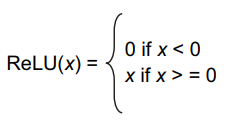 0 if x < 0
ReLU(x) =
x if x > = 0